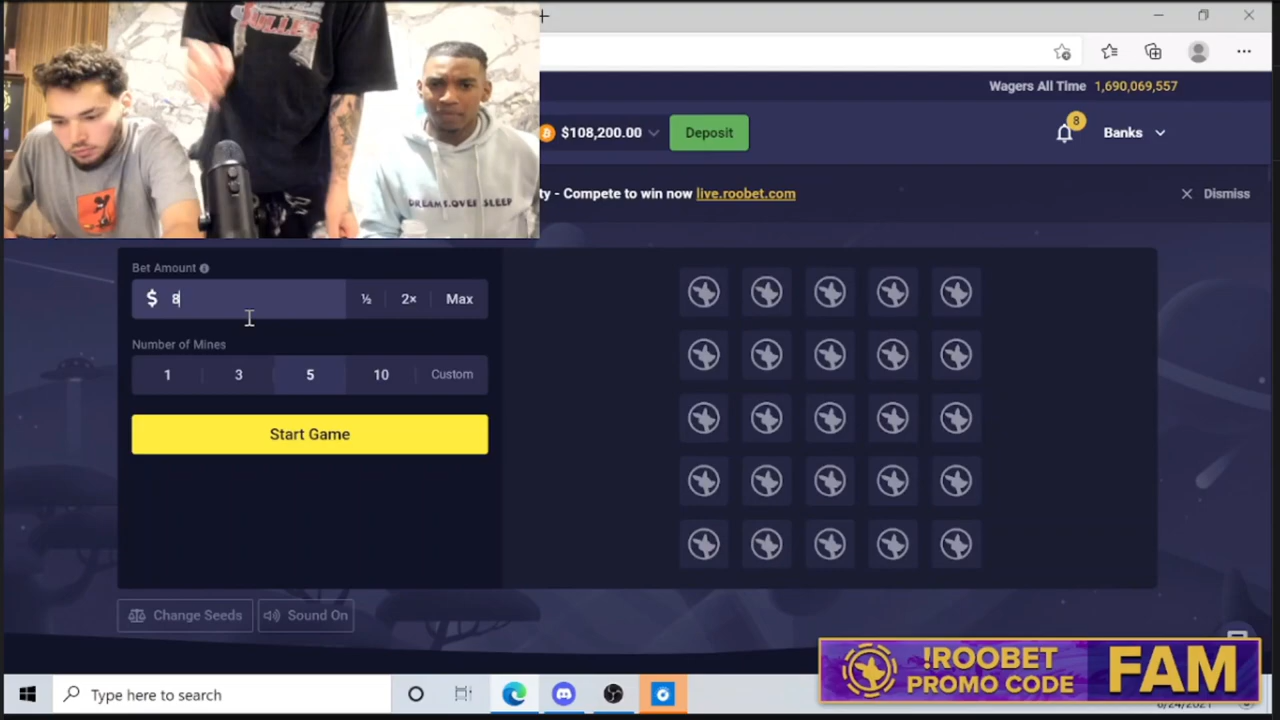 BULLET
DREAMS.OVER SLEEP
Wagers All Time 1,690,069,557
$108,200.00
Deposit
8
Banks
ty - Compete to win now live.roobet.com
Dismiss
Bet Amount
$ 8
½ 2× Max
Number of Mines
1 3 5 10 Custom
Start Game
Change Seeds
Sound On
!ROOBET
PROMO CODE
FAM
Type here to search